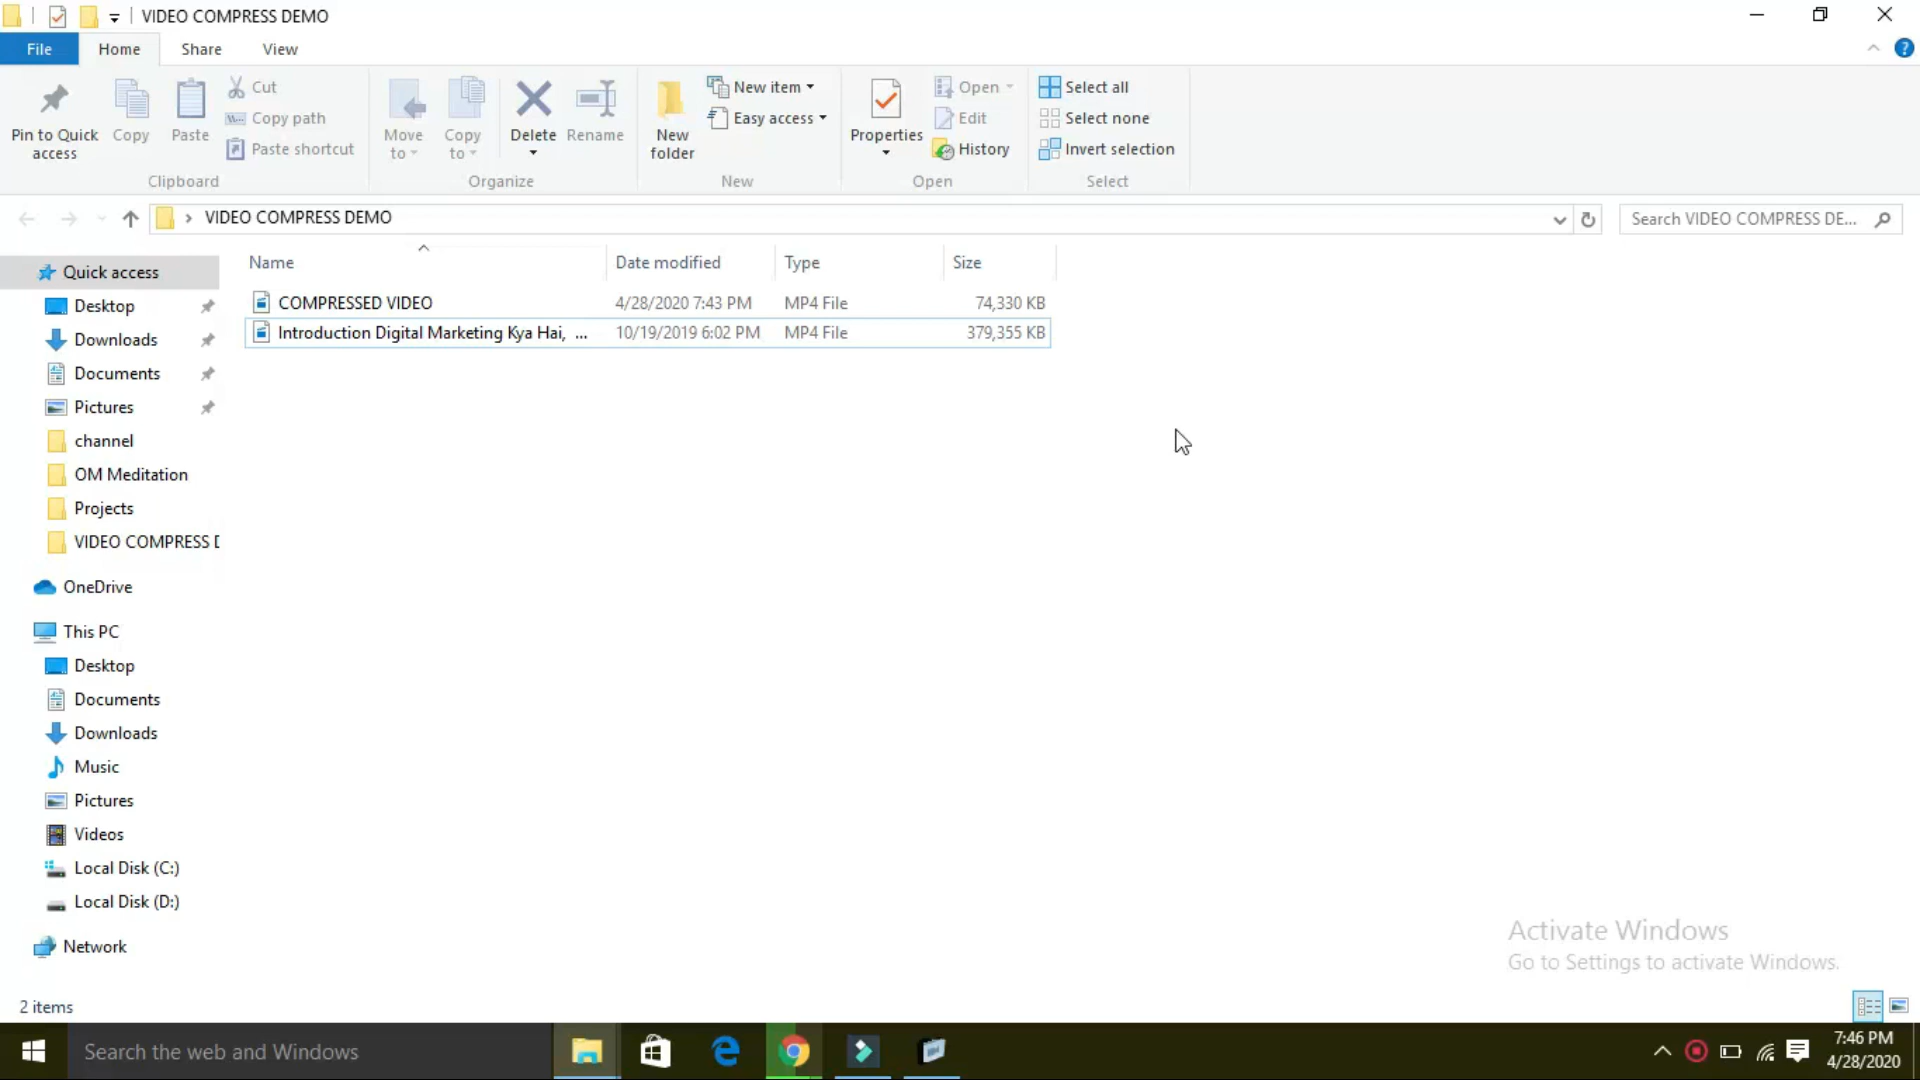 VIDEO COMPRESS DEMO
File Home Share View
Pin to Quick access
Copy
Paste
Cut
Copy path
Paste shortcut
Clipboard
Move to
Copy to
Delete
Rename
Organize
New folder
New item
Easy access
New
Properties
Open
Edit
History
Open
Select all
Select none
Invert selection
Select
VIDEO COMPRESS DEMO
Search VIDEO COMPRESS DE...
Name Date modified Type Size
COMPRESSED VIDEO 4/28/2020 7:43 PM MP4 File 74,330 KB
Introduction Digital Marketing Kya Hai, ... 10/19/2019 6:02 PM MP4 File 379,355 KB
Quick access
Desktop
Downloads
Documents
Pictures
channel
OM Meditation
Projects
VIDEO COMPRESS D
OneDrive
This PC
Desktop
Documents
Downloads
Music
Pictures
Videos
Local Disk (C:)
Local Disk (D:)
Network
Activate Windows
Go to Settings to activate Windows.
2 items
Search the web and Windows
7:46 PM
4/28/2020